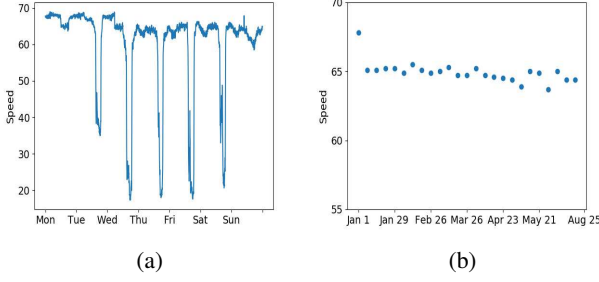 70
60
50
40
30
20
Speed
Mon Tue Wed Thu Fri Sat Sun
(a)
70
65
60
55
Speed
Jan 1 Jan 29 Feb 26 Mar 26 Apr 23 May 21 Aug 25
(b)